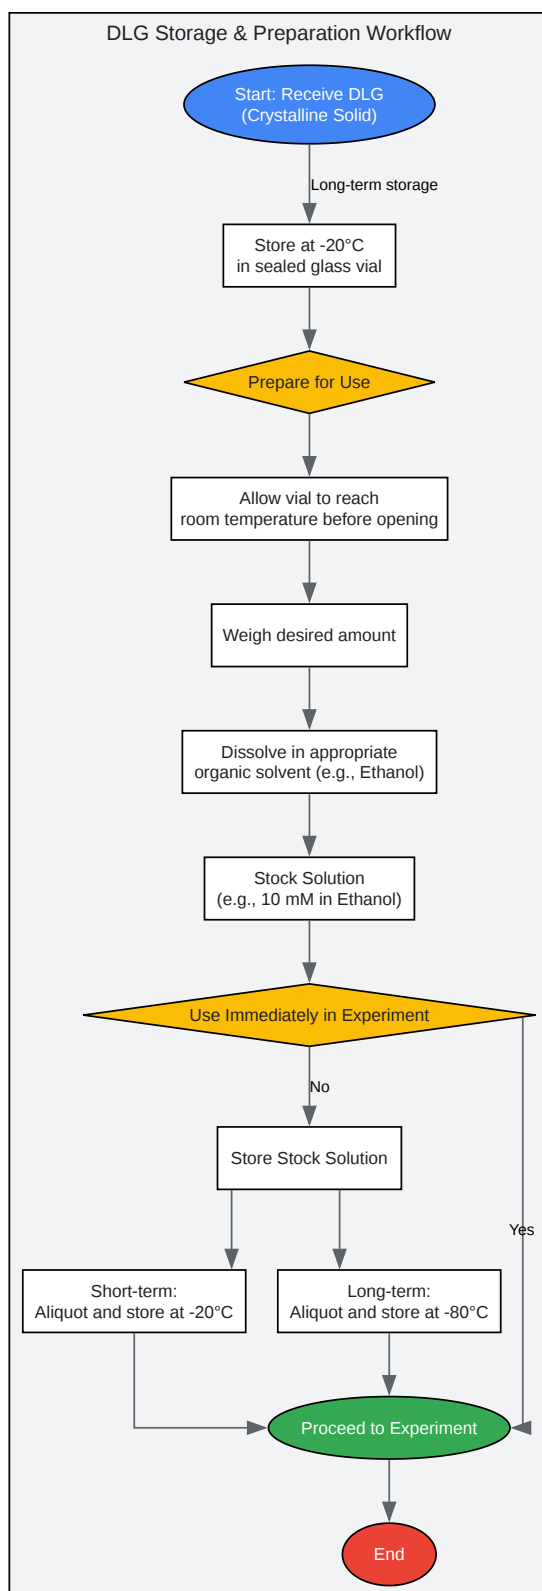 DLG Storage & Preparation Workflow
Start: Receive DLG
(Crystalline Solid)
Long-term storage
Store at -20°C
in sealed glass vial
Prepare for Use
Allow vial to reach
room temperature before opening
Weigh desired amount
Dissolve in appropriate
organic solvent (e.g., Ethanol)
Stock Solution
(e.g., 10 mM in Ethanol)
Use Immediately in Experiment
No
Store Stock Solution
Yes
Short-term:
Aliquot and store at -20°C
Long-term:
Aliquot and store at -80°C
Proceed to Experiment
End